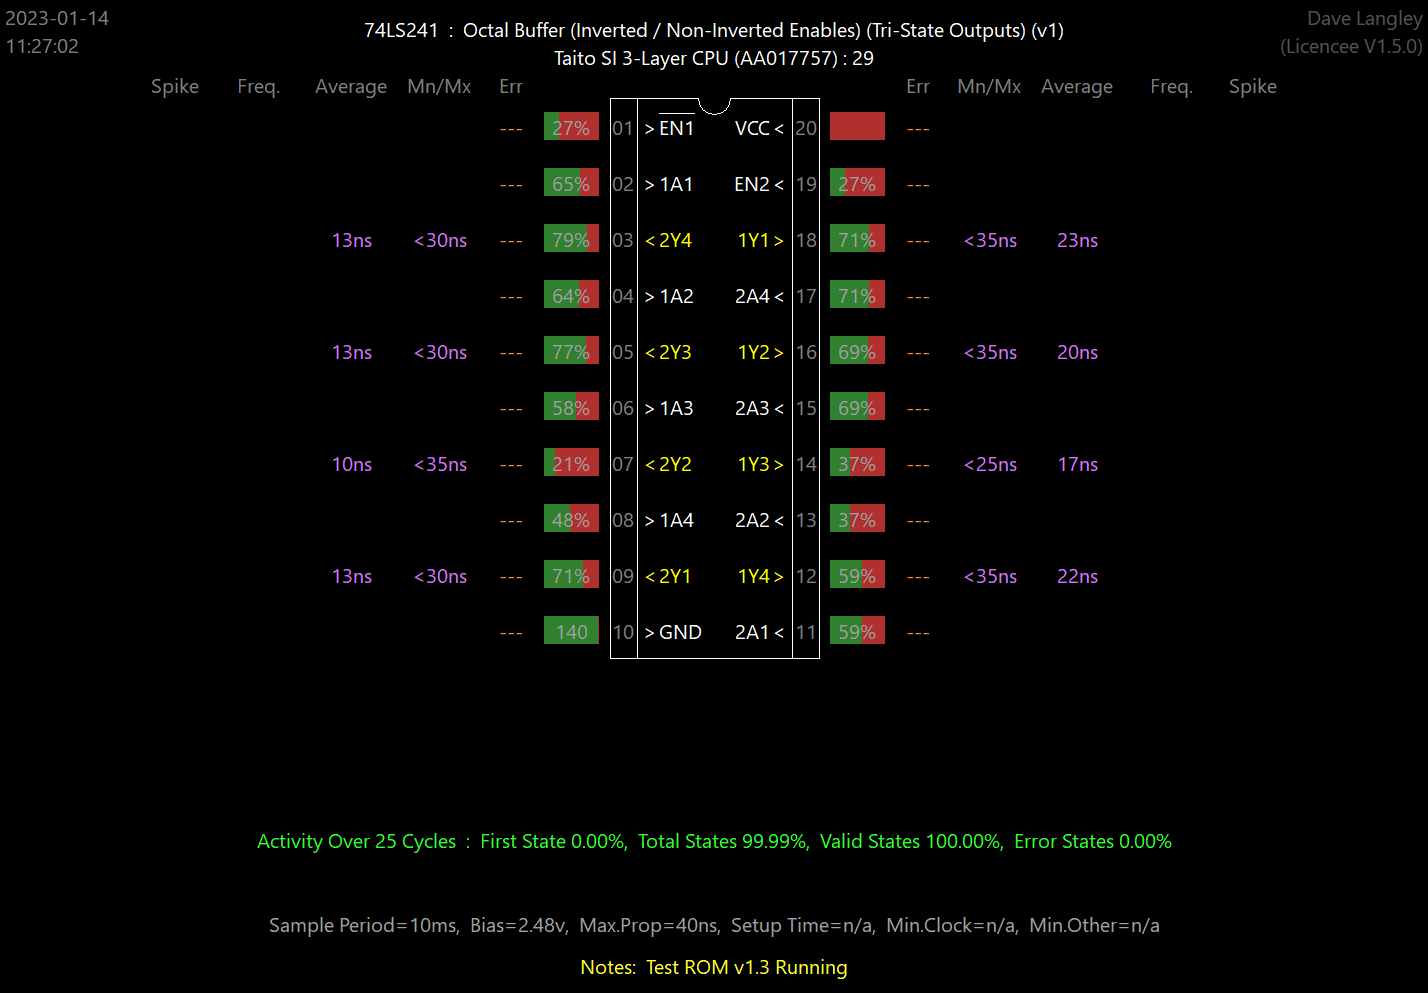 2023-01-14 74LS241 : Octal Buffer (Inverted / Non-Inverted Enables) (Tri-State Outputs) (v1) Dave Langley
11:27:02 Taito SI 3-Layer CPU (AA017757) : 29 (Licencee V1.5.0)
Spike Freq. Average Mn/Mx Err Err Mn/Mx Average Freq. Spike
--- 27% 01 >EN1 VCC< 20 ---
--- 65% 02 >1A1 EN2< 19 27% ---
13ns <30ns --- 79% 03 <2Y4 1Y1> 18 71% --- <35ns 23ns
--- 64% 04 >1A2 2A4< 17 71% ---
13ns <30ns --- 77% 05 <2Y3 1Y2> 16 69% --- <35ns 20ns
--- 58% 06 >1A3 2A3< 15 69% ---
10ns <35ns --- 21% 07 <2Y2 1Y3> 14 37% --- <25ns 17ns
--- 48% 08 >1A4 2A2< 13 37% ---
13ns <30ns --- 71% 09 <2Y1 1Y4> 12 59% --- <35ns 22ns
--- 140 10 >GND 2A1< 11 59% ---
Activity Over 25 Cycles : First State 0.00%, Total States 99.99%, Valid States 100.00%, Error States 0.00%
Sample Period=10ms, Bias=2.48v, Max.Prop=40ns, Setup Time=n/a, Min.Clock=n/a, Min.Other=n/a
Notes: Test ROM v1.3 Running